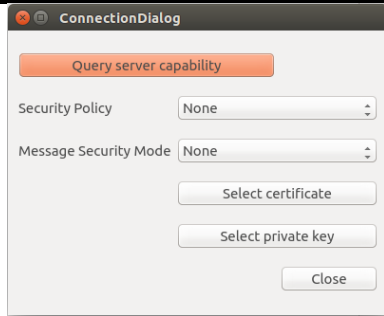 ConnectionDialog
Query server capability
Security Policy None
Message Security Mode None
Select certificate
Select private key
Close